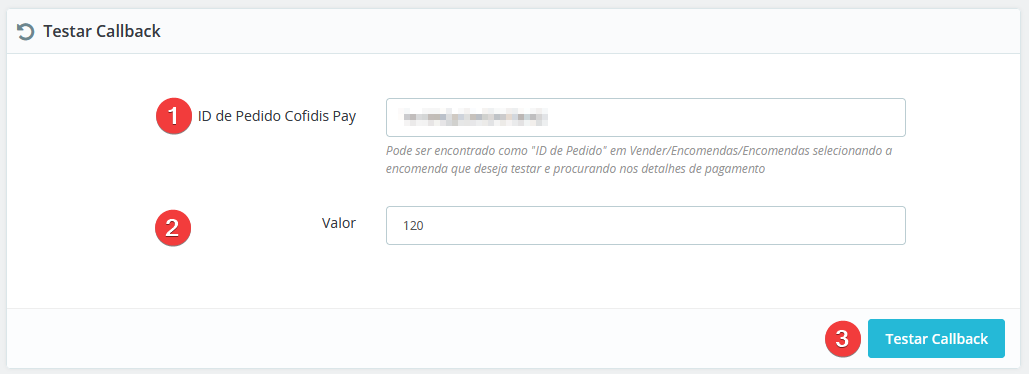 Testar Callback
1 ID de Pedido Cofidis Pay
Pode ser encontrado como "ID de Pedido" em Vender/Encomendas/Encomendas selecionando a
encomenda que deseja testar e procurando nos detalhes de pagamento
2 Valor 120
3 Testar Callback